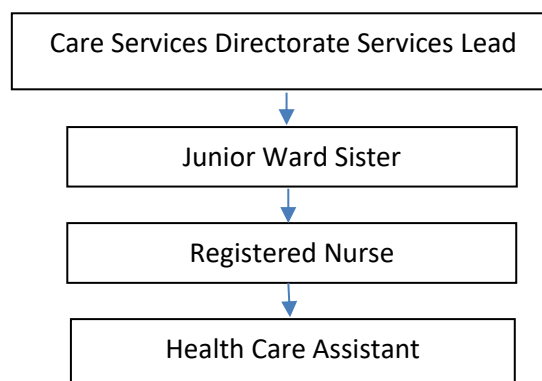 Care Services Directorate Services Lead
Junior Ward Sister
Registered Nurse
Health Care Assistant